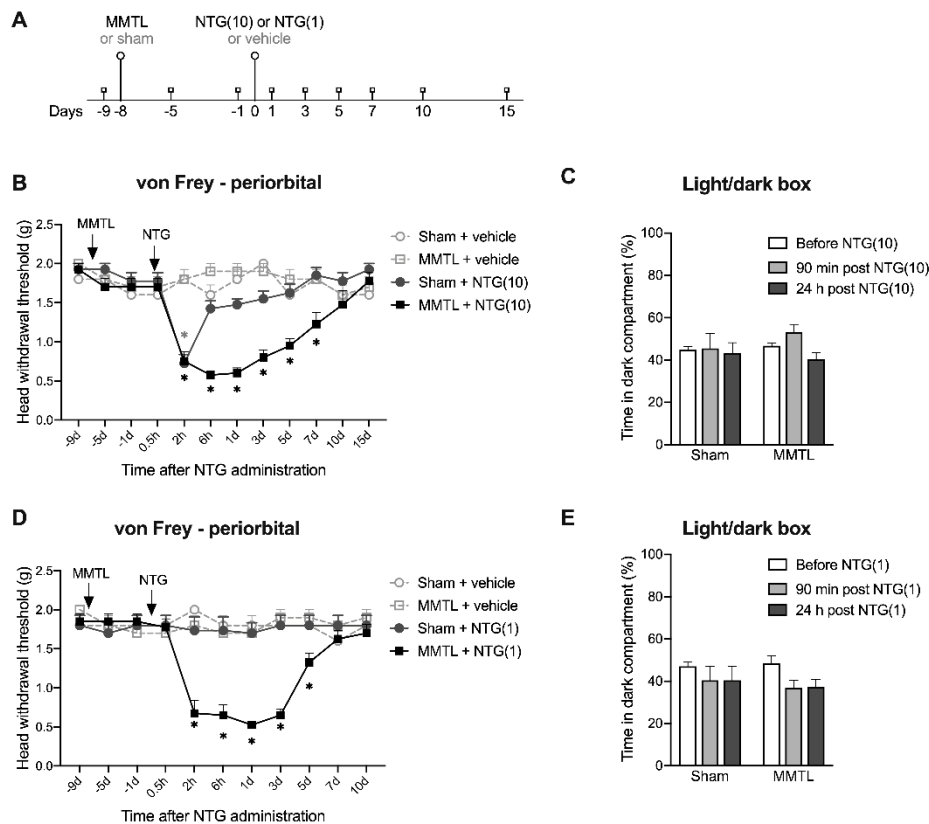 A
MMTL
or sham
NTG(10) or NTG(1)
or vehicle
Days -9 -8 -5 -1 0 1 3 5 7 10 15
B
von Frey - periorbital
Head withdrawal threshold (g)
2.5
2.0
1.5
1.0
0.5
0.0
MMTL
NTG
* * * * * * *
Sham + vehicle
MMTL + vehicle
Sham + NTG(10)
MMTL + NTG(10)
-9d -5d -1d 0.5h 2h 6h 1d 3d 5d 7d 10d 15d
Time after NTG administration
C
Light/dark box
Time in dark compartment (%)
100
80
60
40
20
0
Before NTG(10)
90 min post NTG(10)
24 h post NTG(10)
Sham MMTL
D
von Frey - periorbital
Head withdrawal threshold (g)
2.5
2.0
1.5
1.0
0.5
0.0
MMTL
NTG
* * * * *
Sham + vehicle
MMTL + vehicle
Sham + NTG(1)
MMTL + NTG(1)
-9d -5d -1d 0.5h 2h 6h 1d 3d 5d 7d 10d
Time after NTG administration
E
Light/dark box
Time in dark compartment (%)
100
80
60
40
20
0
Before NTG(1)
90 min post NTG(1)
24 h post NTG(1)
Sham MMTL